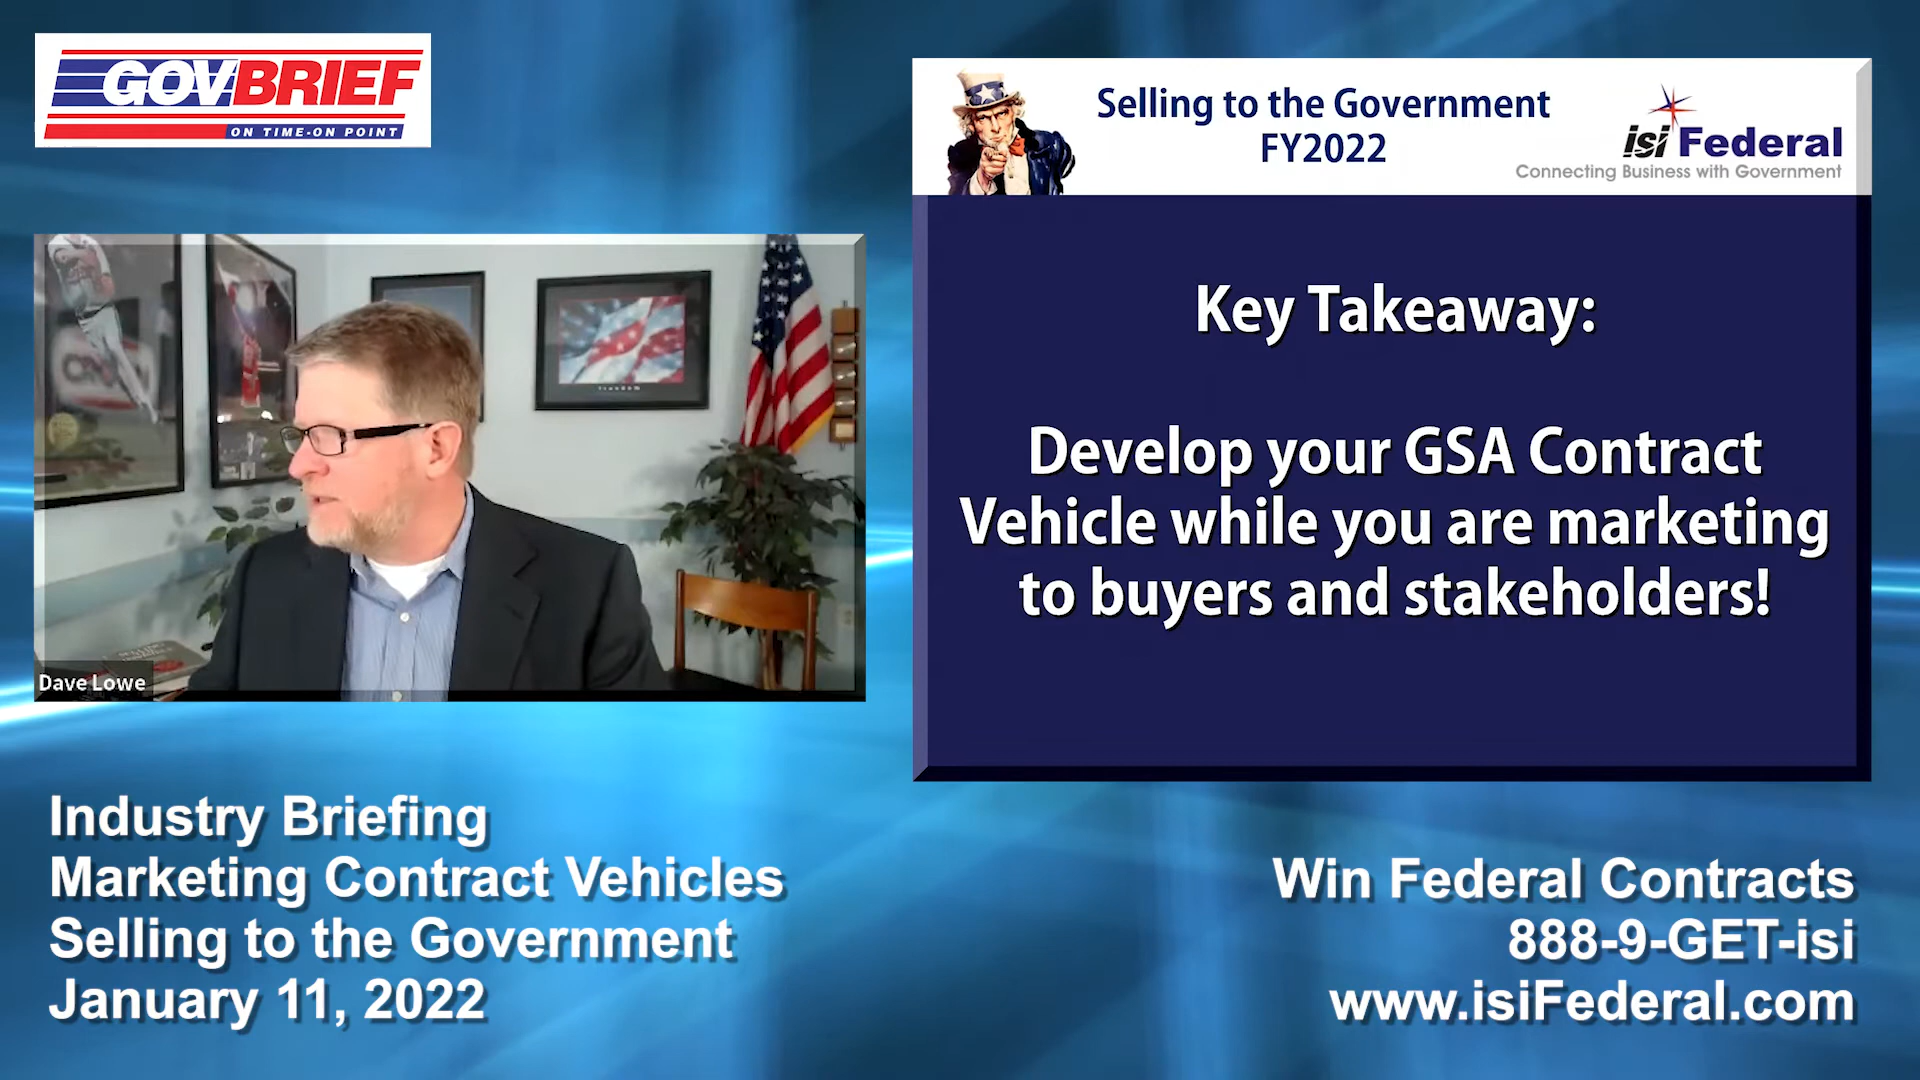 GOVBRIEF
ON TIME-ON POINT
Selling to the Government
FY2022
isi Federal
Connecting Business with Government
Key Takeaway:
Develop your GSA Contract
Vehicle while you are marketing
to buyers and stakeholders!
freedom
Dave Lowe
Industry Briefing
Marketing Contract Vehicles
Selling to the Government
January 11, 2022
Win Federal Contracts
888-9-GET-isi
www.isiFederal.com